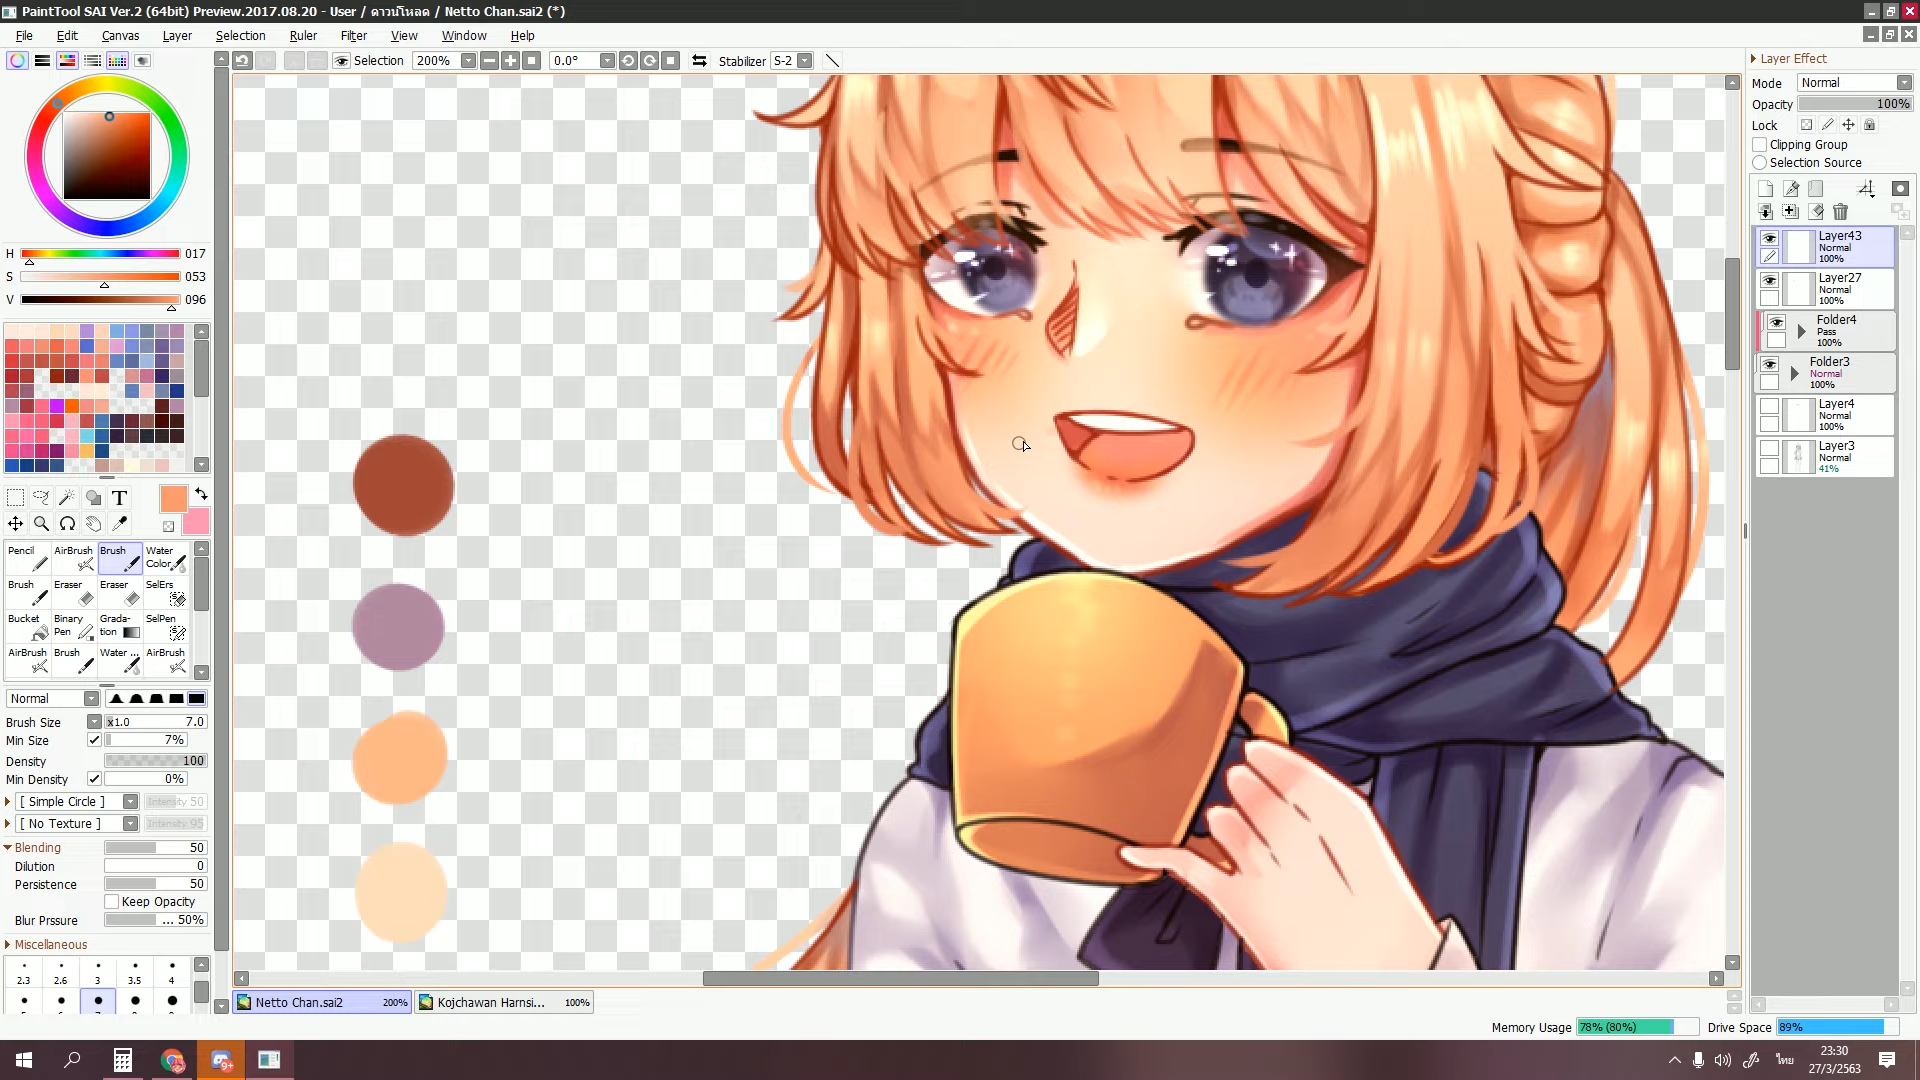 PaintTool SAI Ver.2 (64bit) Preview.2017.08.20 - User / ดาวน์โหลด / Netto Chan.sai2 (*)
File Edit Canvas Layer Selection Ruler Filter View Window Help
Selection 200% 0.0° Stabilizer S-2
Layer Effect
Mode Normal
Opacity 100%
Lock
Clipping Group
Selection Source
H 017
S 053
V 096
Layer43
Normal
100%
Layer27
Normal
100%
Folder4
Pass
100%
Folder3
Normal
100%
Layer4
Normal
100%
Layer3
Normal
41%
T
Pencil AirBrush Brush Water Color
Brush Eraser Eraser SelErs
Bucket Binary Pen Grada-tion SelPen
AirBrush Brush Water ... AirBrush
Normal
Brush Size x1.0 7.0
Min Size 7%
Density 100
Min Density 0%
[ Simple Circle ] Intensity 50
[ No Texture ] Intensity 95
Blending 50
Dilution 0
Persistence 50
Keep Opacity
Blur Prssure ... 50%
Miscellaneous
2.3 2.6 3 3.5 4
Netto Chan.sai2 200% Kojchawan Harnsi... 100%
Memory Usage 78% (80%) Drive Space 89%
9+
ไทย
23:30
27/3/2563